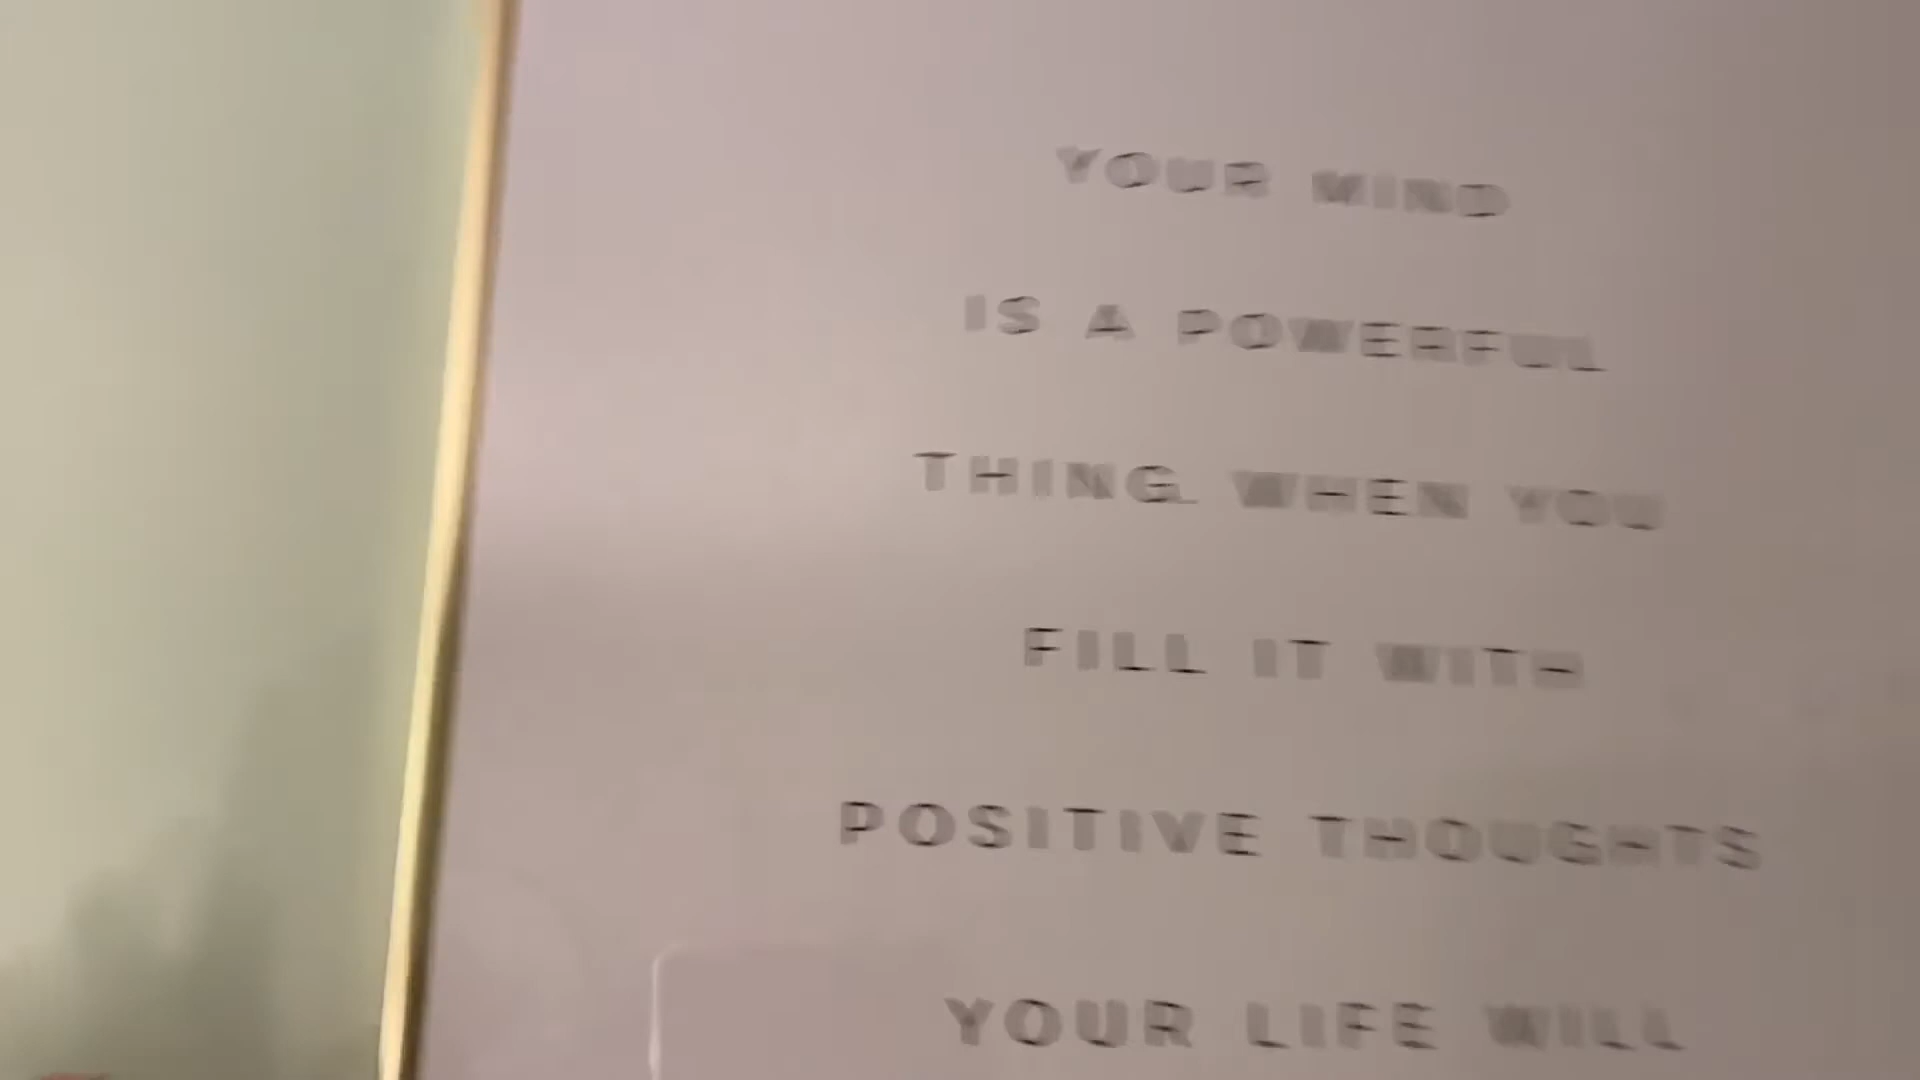 YOUR MIND
IS A POWERFUL
THING. WHEN YOU
FILL IT WITH
POSITIVE THOUGHTS
YOUR LIFE WILL